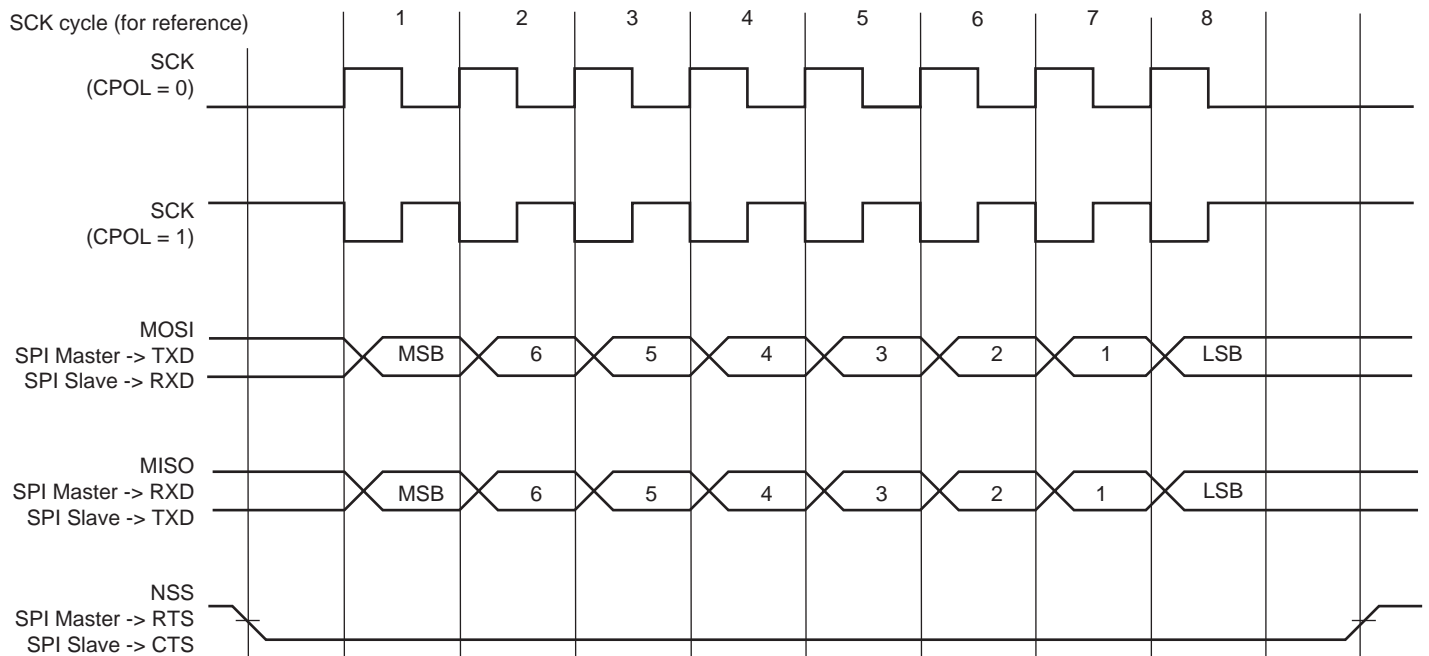 SCK cycle (for reference)
1 2 3 4 5 6 7 8
SCK
(CPOL = 0)
SCK
(CPOL = 1)
MOSI
SPI Master -> TXD
SPI Slave -> RXD
MSB 6 5 4 3 2 1 LSB
MISO
SPI Master -> RXD
SPI Slave -> TXD
MSB 6 5 4 3 2 1 LSB
NSS
SPI Master -> RTS
SPI Slave -> CTS